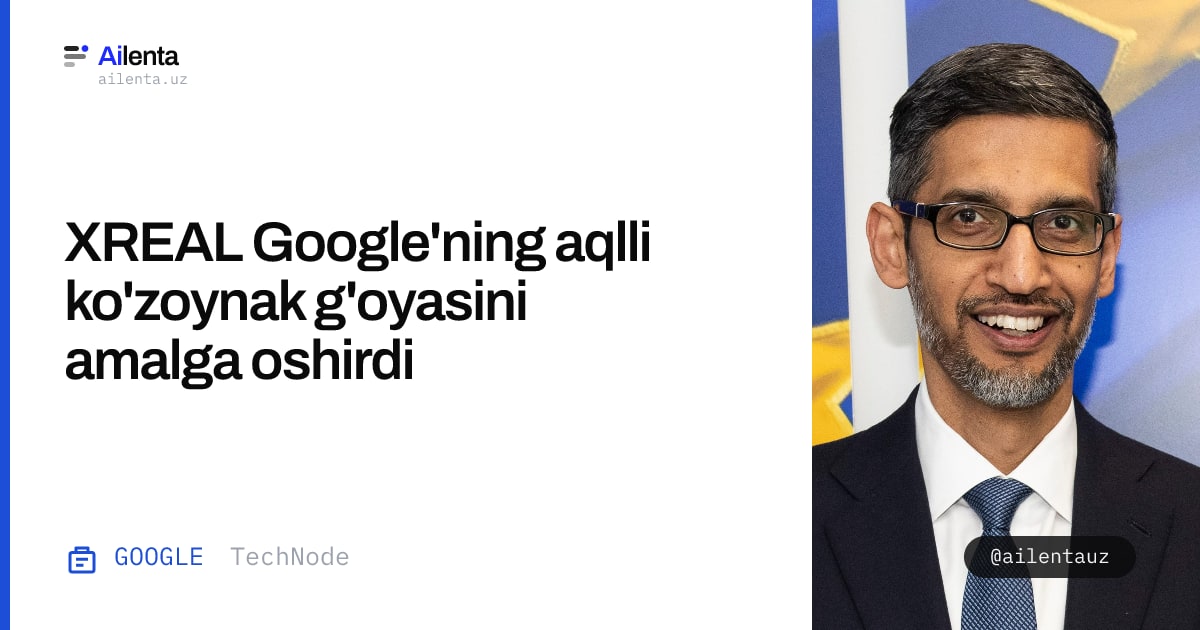 Ailenta
ailenta.uz
XREAL Google'ning aqlli
ko'zoynak g'oyasini
amalga oshirdi
GOOGLE TechNode
@ailentauz